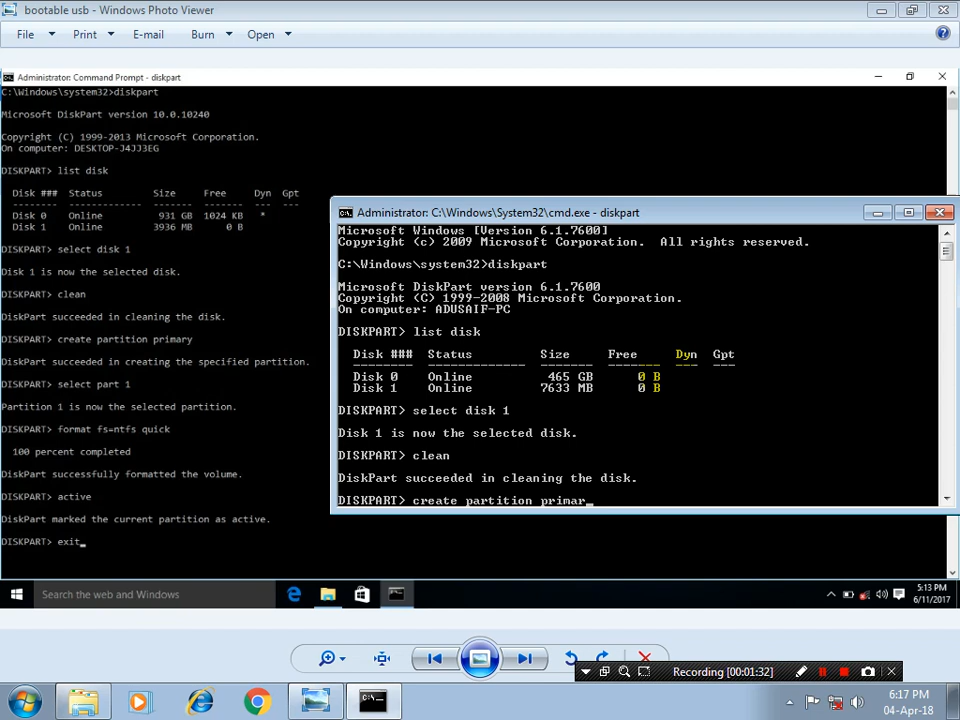 bootable usb - Windows Photo Viewer
File Print E-mail Burn Open
Administrator: Command Prompt - diskpart
C:\Windows\system32>diskpart
Microsoft DiskPart version 10.0.10240
Copyright (C) 1999-2013 Microsoft Corporation.
On computer: DESKTOP-J4JJ3EG
DISKPART> list disk
Disk ### Status Size Free Dyn Gpt
Disk 0 Online 931 GB 1024 KB *
Disk 1 Online 3936 MB 0 B
DISKPART> select disk 1
Disk 1 is now the selected disk.
DISKPART> clean
DiskPart succeeded in cleaning the disk.
DISKPART> create partition primary
DiskPart succeeded in creating the specified partition.
DISKPART> select part 1
Partition 1 is now the selected partition.
DISKPART> format fs=ntfs quick
100 percent completed
DiskPart successfully formatted the volume.
DISKPART> active
DiskPart marked the current partition as active.
DISKPART> exit_
Administrator: C:\Windows\System32\cmd.exe - diskpart
Microsoft Windows [Version 6.1.7600]
Copyright (c) 2009 Microsoft Corporation. All rights reserved.
C:\Windows\system32>diskpart
Microsoft DiskPart version 6.1.7600
Copyright (C) 1999-2008 Microsoft Corporation.
On computer: ADUSAIF-PC
DISKPART> list disk
Disk ### Status Size Free Dyn Gpt
Disk 0 Online 465 GB 0 B
Disk 1 Online 7633 MB 0 B
DISKPART> select disk 1
Disk 1 is now the selected disk.
DISKPART> clean
DiskPart succeeded in cleaning the disk.
DISKPART> create partition primar_
Search the web and Windows
5:13 PM
6/11/2017
Recording [00:01:32]
6:17 PM
04-Apr-18